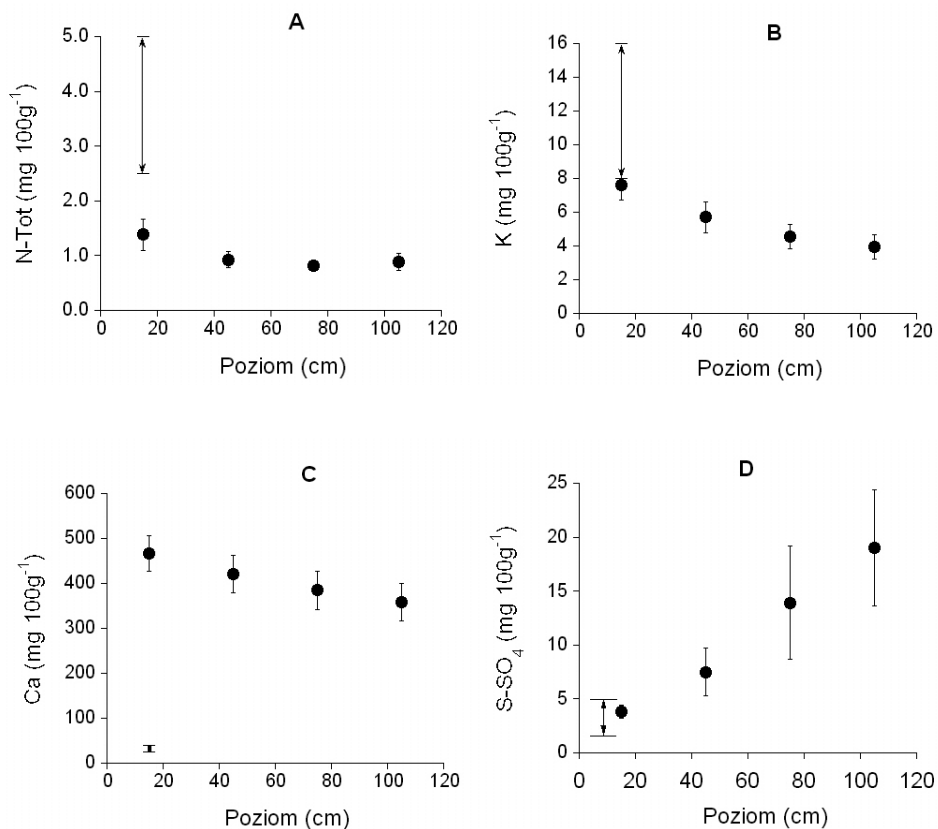 A
N-Tot (mg 100g⁻¹)
5.0
4.0
3.0
2.0
1.0
0.0
0 20 40 60 80 100 120
Poziom (cm)
B
K (mg 100g⁻¹)
16
14
12
10
8
6
4
2
0
0 20 40 60 80 100 120
Poziom (cm)
C
Ca (mg 100g⁻¹)
600
500
400
300
200
100
0
0 20 40 60 80 100 120
Poziom (cm)
D
S-SO₄ (mg 100g⁻¹)
25
20
15
10
5
0
0 20 40 60 80 100 120
Poziom (cm)